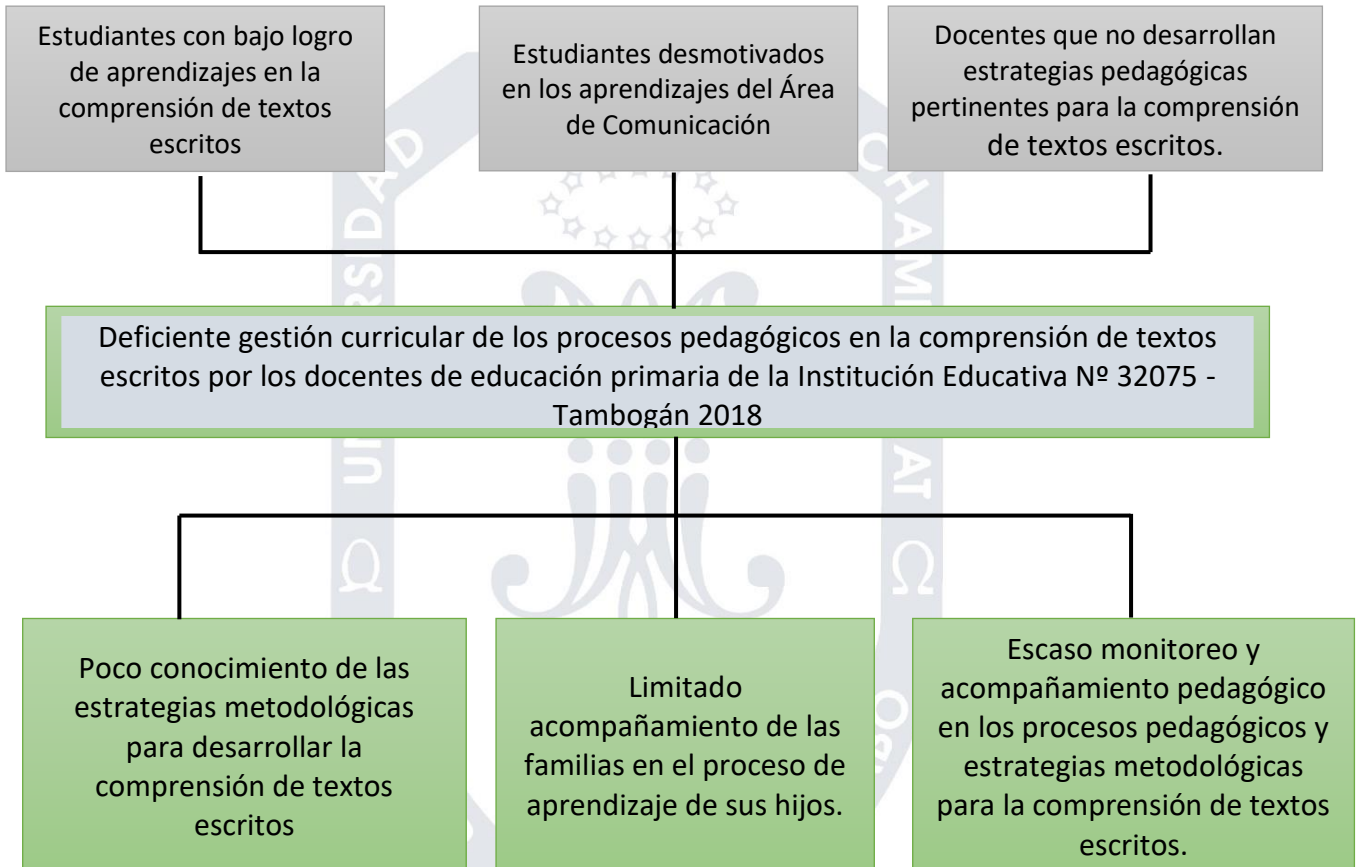 Estudiantes con bajo logro
de aprendizajes en la
comprensión de textos
escritos
Estudiantes desmotivados
en los aprendizajes del Área
de Comunicación
Docentes que no desarrollan
estrategias pedagógicas
pertinentes para la comprensión
de textos escritos.
Deficiente gestión curricular de los procesos pedagógicos en la comprensión de textos
escritos por los docentes de educación primaria de la Institución Educativa Nº 32075 -
Tambogán 2018
Poco conocimiento de las
estrategias metodológicas
para desarrollar la
comprensión de textos
escritos
Limitado
acompañamiento de las
familias en el proceso de
aprendizaje de sus hijos.
Escaso monitoreo y
acompañamiento pedagógico
en los procesos pedagógicos y
estrategias metodológicas
para la comprensión de textos
escritos.